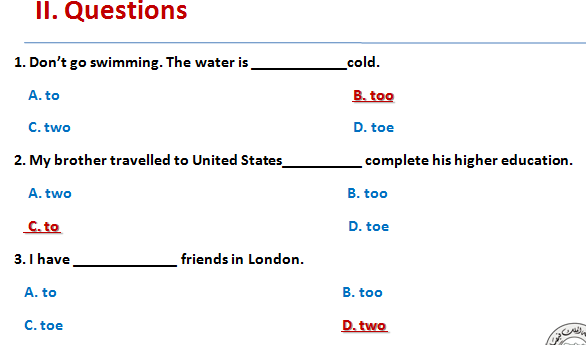 II. Questions
1. Don't go swimming. The water is ____________cold.
A. to B. too
C. two D. toe
2. My brother travelled to United States__________ complete his higher education.
A. two B. too
C. to D. toe
3. I have _____________ friends in London.
A. to B. too
C. toe D. two